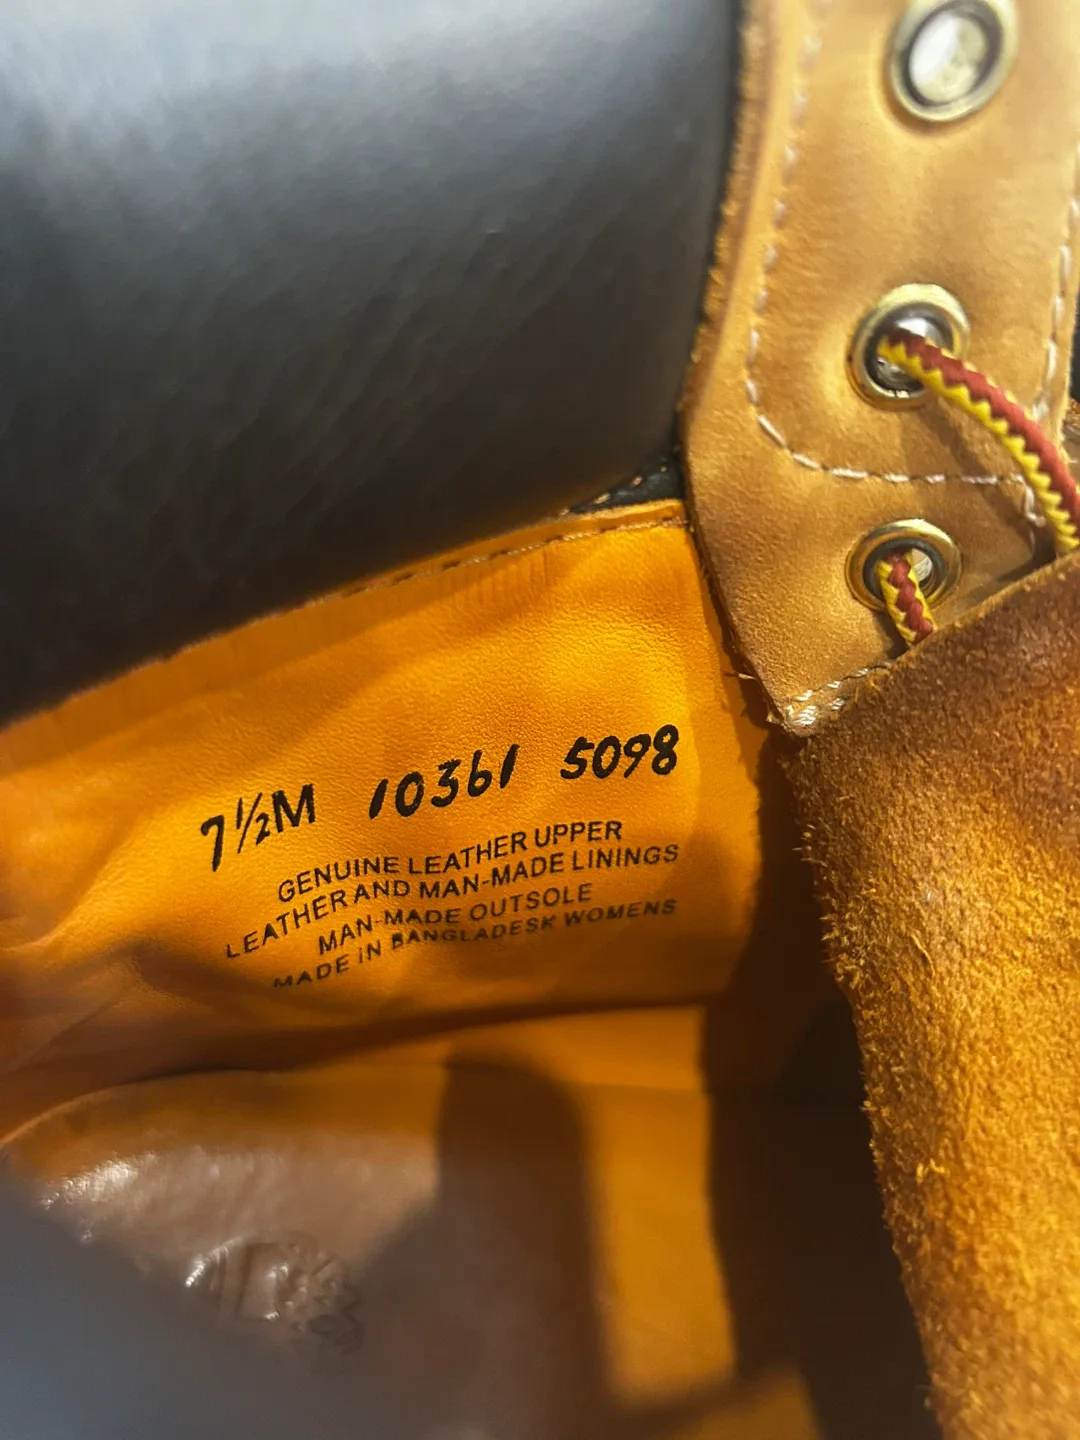 7½M 10361 5098
GENUINE LEATHER UPPER
LEATHER AND MAN-MADE LININGS
MAN-MADE OUTSOLE
MADE IN BANGLADESH WOMENS